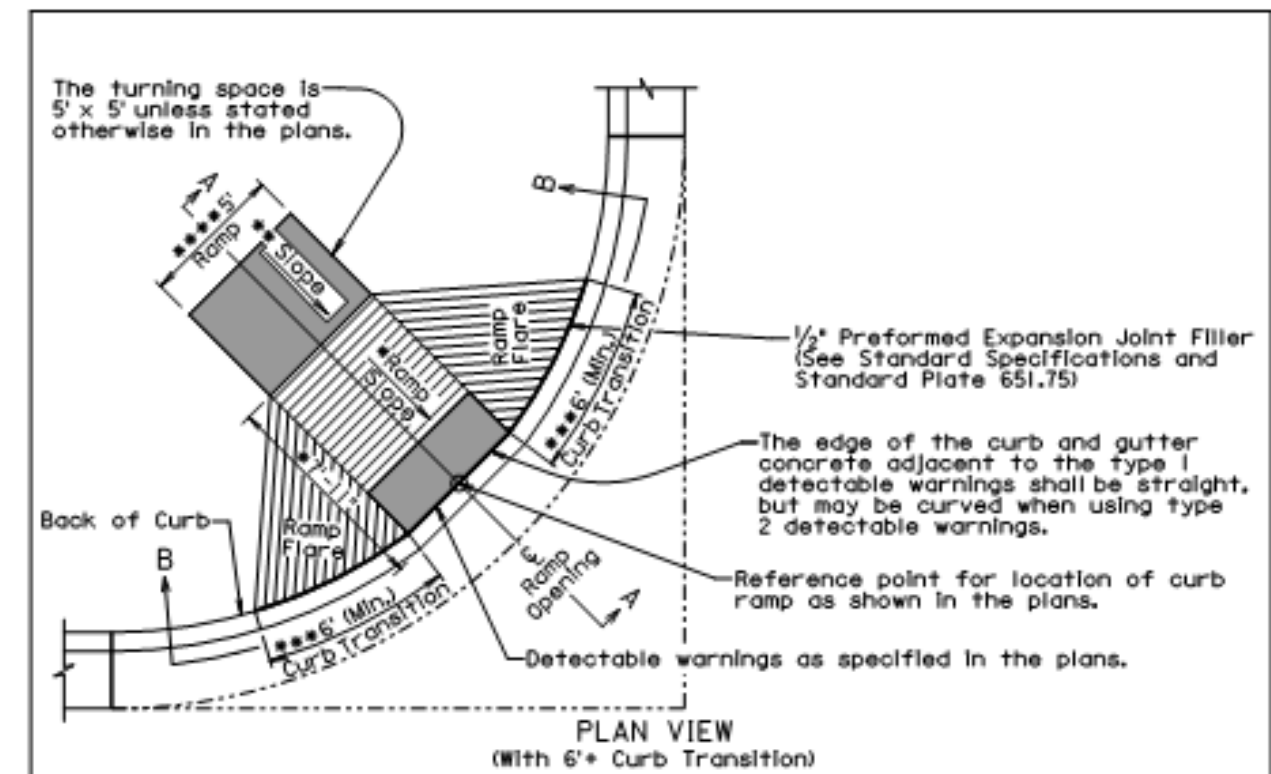 The turning space is
5' x 5' unless stated
otherwise in the plans.
A
****5'
Ramp
** Slope
B
Ramp
Flare
***6' (Min.)
Curb Transition
1/2" Preformed Expansion Joint Filler
(See Standard Specifications and
Standard Plate 651.75)
*Ramp
Slope
The edge of the curb and gutter
concrete adjacent to the type 1
detectable warnings shall be straight,
but may be curved when using type
2 detectable warnings.
Back of Curb
Ramp
Flare
B
℄
Ramp
Opening
A
Reference point for location of curb
ramp as shown in the plans.
***6' (Min.)
Curb Transition
Detectable warnings as specified in the plans.
PLAN VIEW
(With 6'+ Curb Transition)